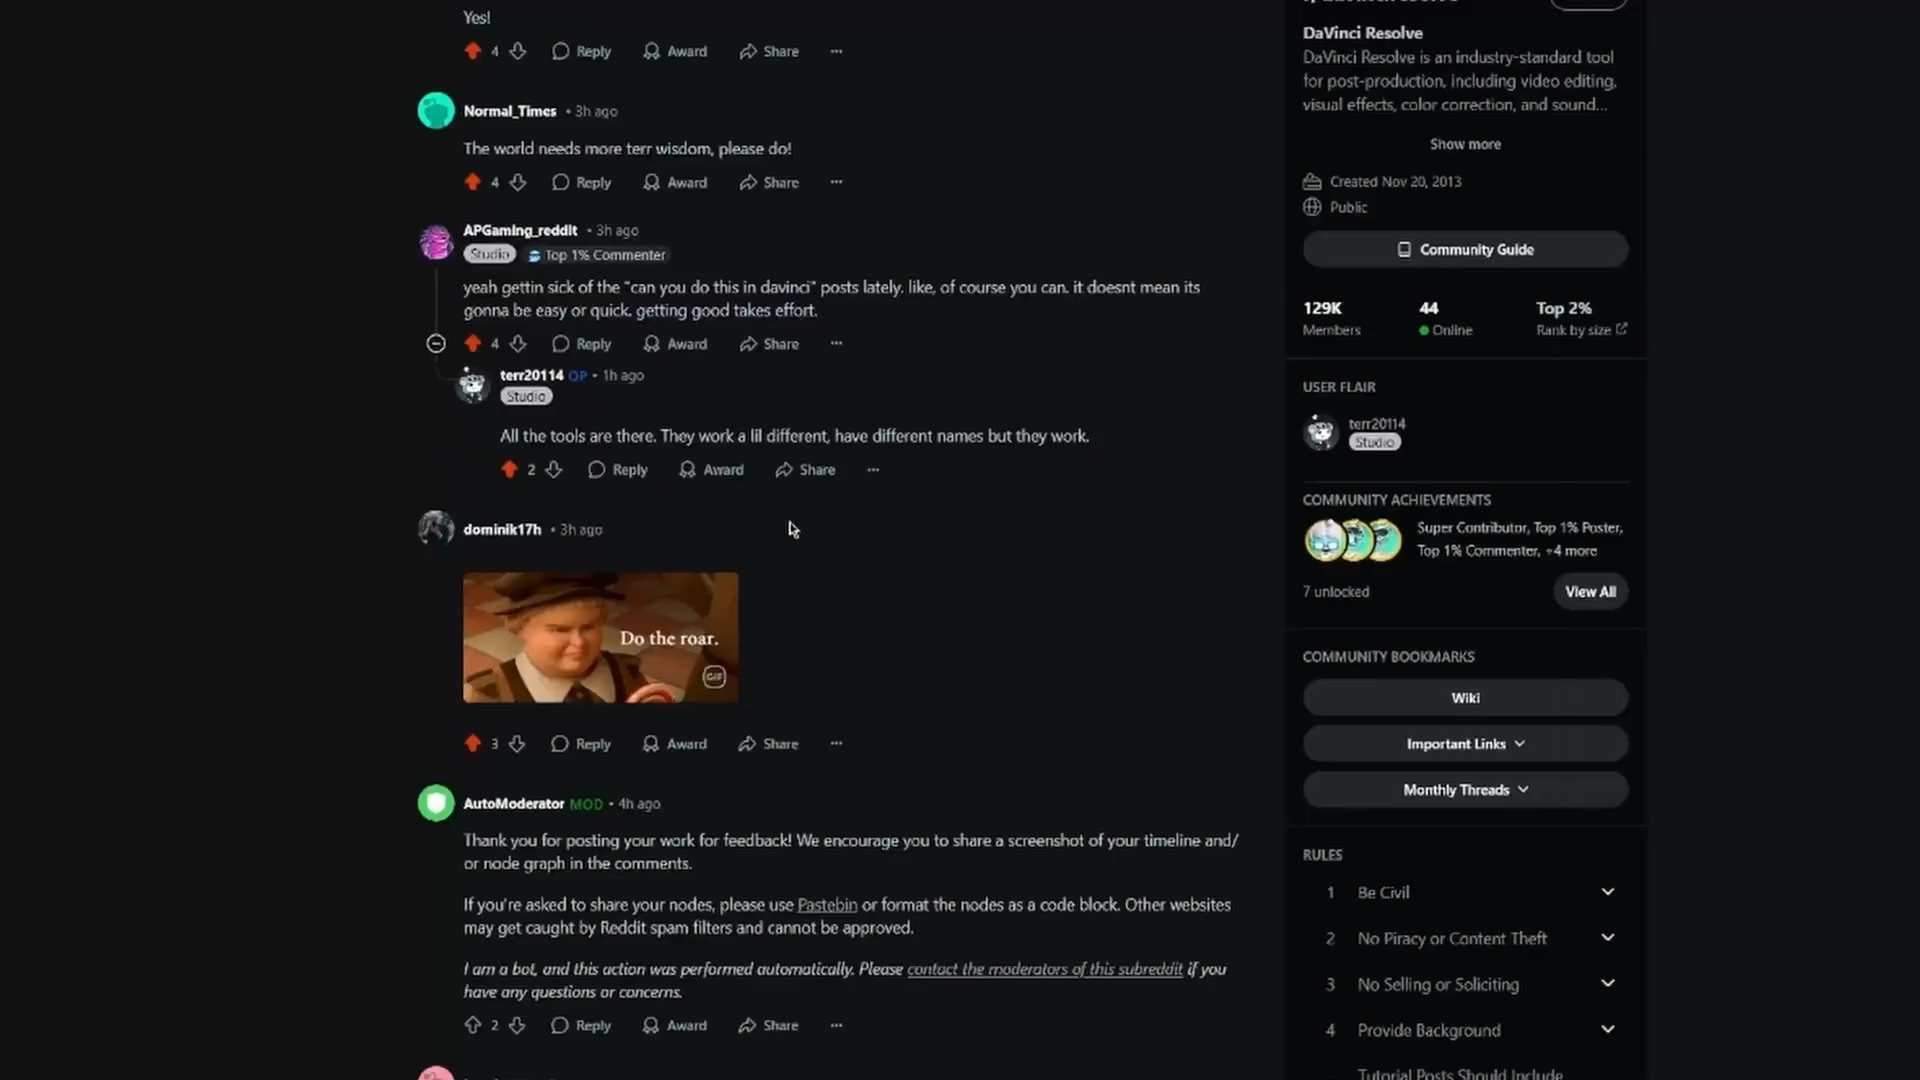 Yes!
4 Reply Award Share ...
Normal_Times • 3h ago
The world needs more terr wisdom, please do!
4 Reply Award Share ...
APGaming_reddit • 3h ago
Studio Top 1% Commenter
yeah gettin sick of the "can you do this in davinci" posts lately. like, of course you can. it doesnt mean its
gonna be easy or quick. getting good takes effort.
4 Reply Award Share ...
terr20114 OP • 1h ago
Studio
All the tools are there. They work a lil different, have different names but they work.
2 Reply Award Share ...
dominik17h • 3h ago
Do the roar.
GIF
3 Reply Award Share ...
AutoModerator MOD • 4h ago
Thank you for posting your work for feedback! We encourage you to share a screenshot of your timeline and/
or node graph in the comments.
If you're asked to share your nodes, please use Pastebin or format the nodes as a code block. Other websites
may get caught by Reddit spam filters and cannot be approved.
I am a bot, and this action was performed automatically. Please contact the moderators of this subreddit if you
have any questions or concerns.
2 Reply Award Share ...
DaVinci Resolve
DaVinci Resolve is an industry-standard tool
for post-production, including video editing,
visual effects, color correction, and sound...
Show more
Created Nov 20, 2013
Public
Community Guide
129K 44 Top 2%
Members Online Rank by size
USER FLAIR
terr20114
Studio
COMMUNITY ACHIEVEMENTS
Super Contributor, Top 1% Poster,
Top 1% Commenter, +4 more
7 unlocked View All
COMMUNITY BOOKMARKS
Wiki
Important Links
Monthly Threads
RULES
1 Be Civil
2 No Piracy or Content Theft
3 No Selling or Soliciting
4 Provide Background
Tutorial Posts Should Include